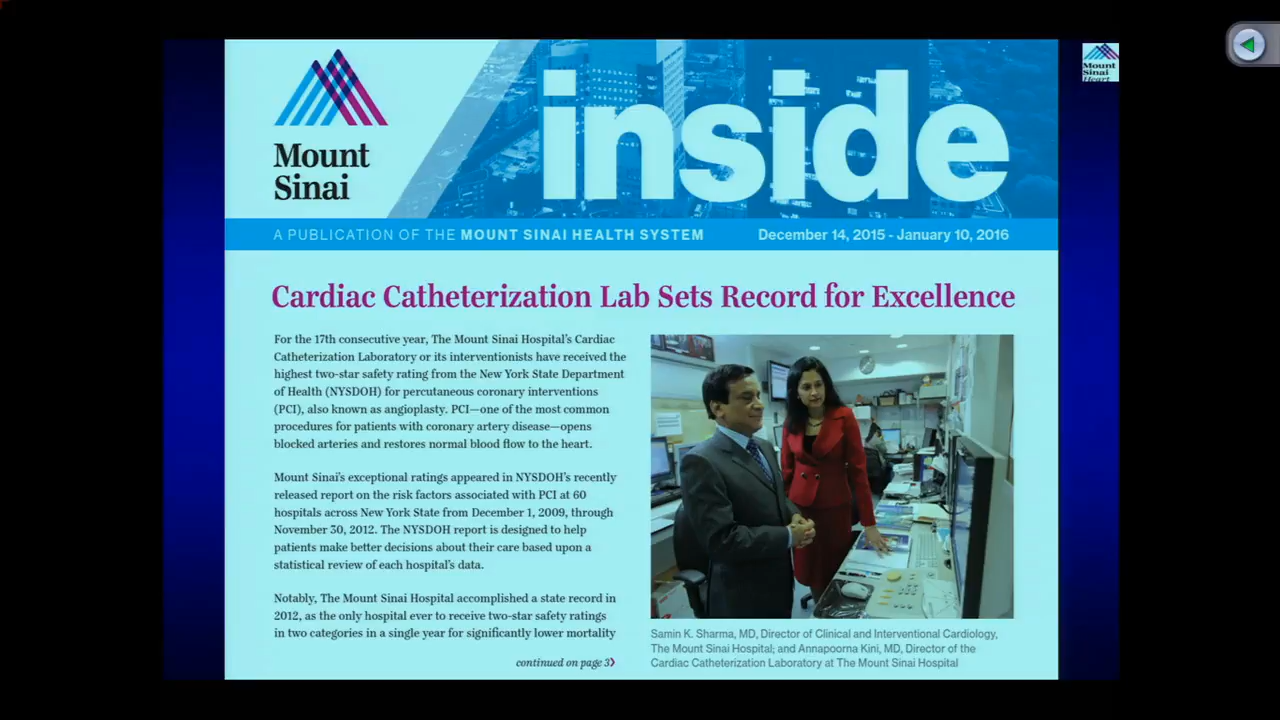 Mount
Sinai
inside
Mount
Sinai
Heart
A PUBLICATION OF THE MOUNT SINAI HEALTH SYSTEM
December 14, 2015 - January 10, 2016
Cardiac Catheterization Lab Sets Record for Excellence
For the 17th consecutive year, The Mount Sinai Hospital’s Cardiac
Catheterization Laboratory or its interventionists have received the
highest two-star safety rating from the New York State Department
of Health (NYSDOH) for percutaneous coronary interventions
(PCI), also known as angioplasty. PCI—one of the most common
procedures for patients with coronary artery disease—opens
blocked arteries and restores normal blood flow to the heart.
Mount Sinai’s exceptional ratings appeared in NYSDOH’s recently
released report on the risk factors associated with PCI at 60
hospitals across New York State from December 1, 2009, through
November 30, 2012. The NYSDOH report is designed to help
patients make better decisions about their care based upon a
statistical review of each hospital’s data.
Notably, The Mount Sinai Hospital accomplished a state record in
2012, as the only hospital ever to receive two-star safety ratings
in two categories in a single year for significantly lower mortality
continued on page 3
Samin K. Sharma, MD, Director of Clinical and Interventional Cardiology,
The Mount Sinai Hospital; and Annapoorna Kini, MD, Director of the
Cardiac Catheterization Laboratory at The Mount Sinai Hospital